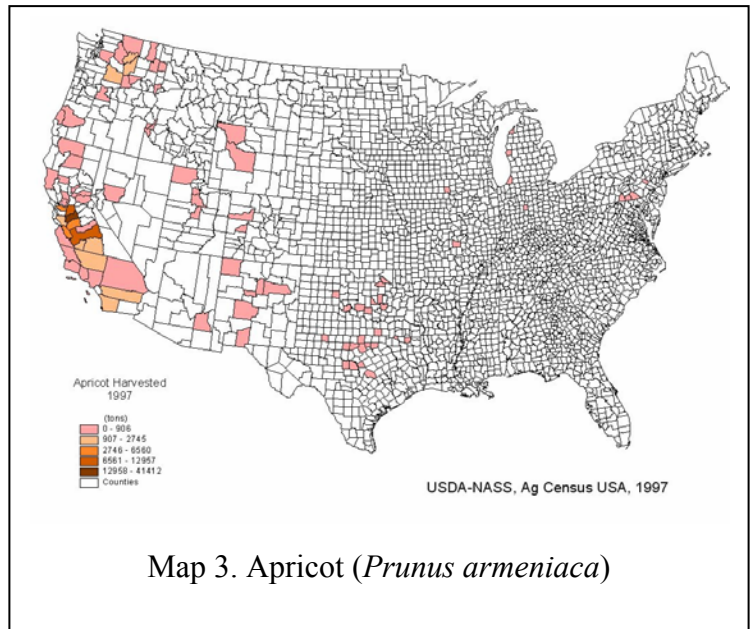 Apricot Harvested
1997
(tons)
0 - 906
907 - 2745
2746 - 6560
6561 - 12957
12958 - 41412
Counties
USDA-NASS, Ag Census USA, 1997
Map 3. Apricot (Prunus armeniaca)